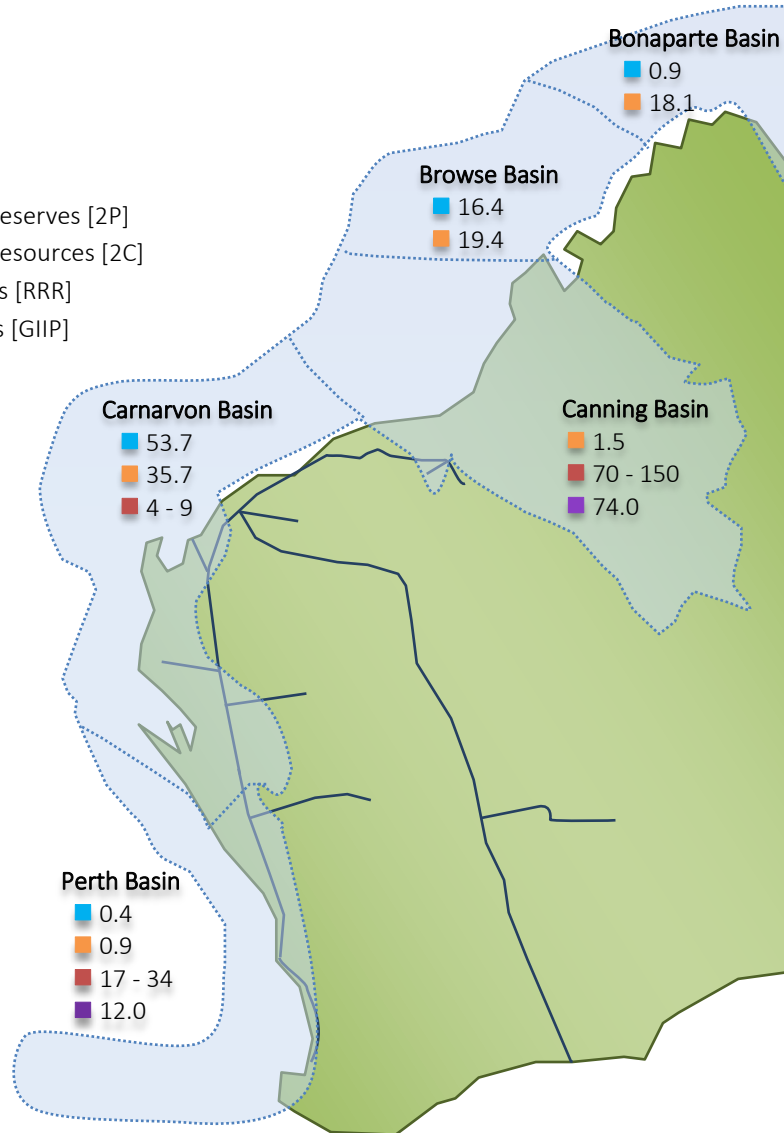 Bonaparte Basin
0.9
18.1
Browse Basin
16.4
19.4
eserves [2P]
esources [2C]
s [RRR]
s [GIIP]
Carnarvon Basin
53.7
35.7
4 - 9
Canning Basin
1.5
70 - 150
74.0
Perth Basin
0.4
0.9
17 - 34
12.0